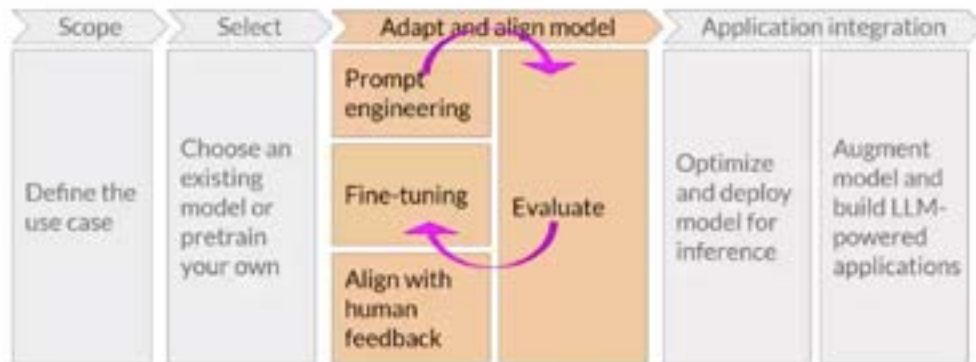 Scope
Select
Adapt and align model
Application integration
Define the
use case
Choose an
existing
model or
pretrain
your own
Prompt
engineering
Fine-tuning
Align with
human
feedback
Evaluate
Optimize
and deploy
model for
inference
Augment
model and
build LLM-
powered
applications